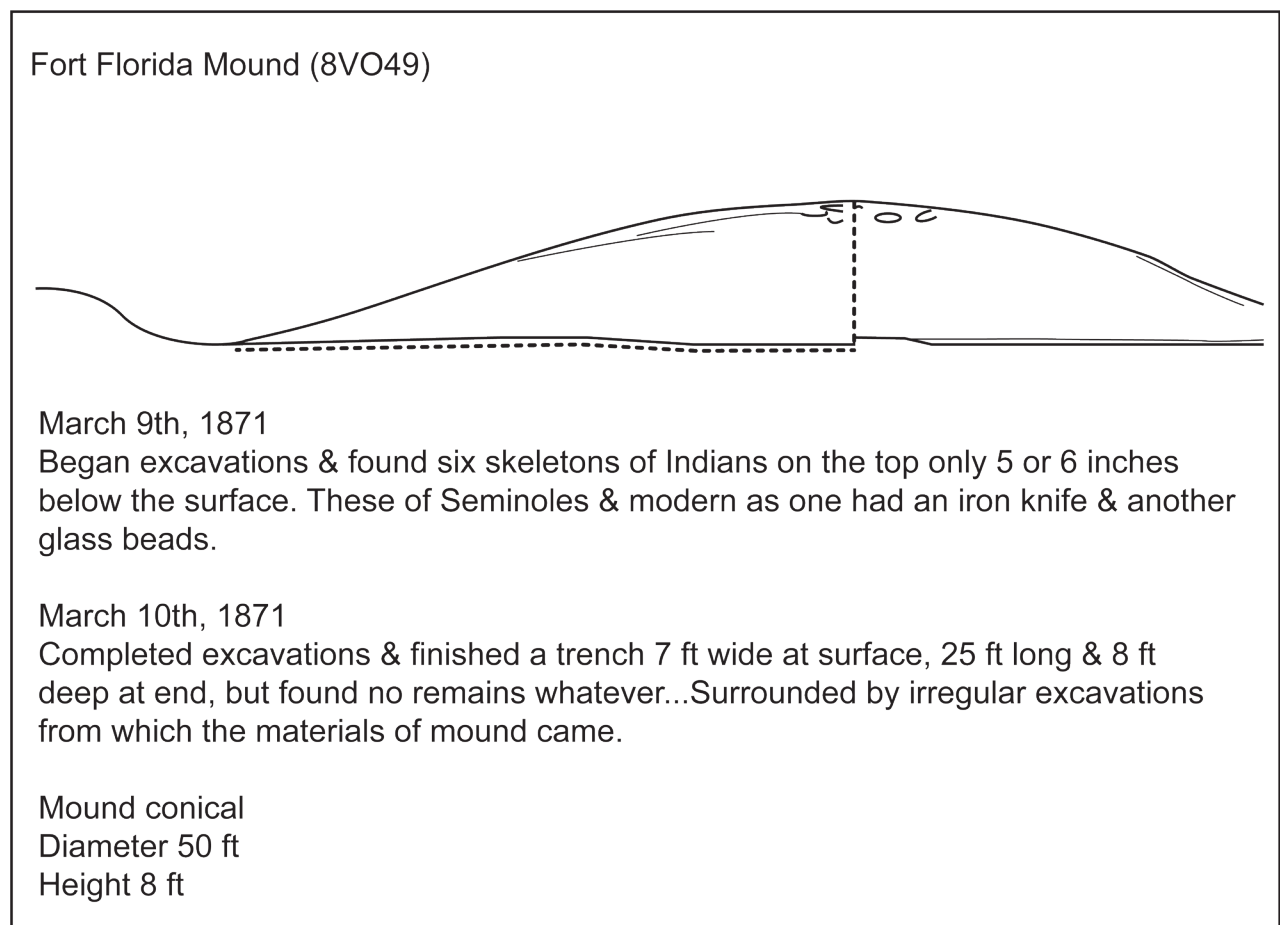 Fort Florida Mound (8VO49)
March 9th, 1871
Began excavations & found six skeletons of Indians on the top only 5 or 6 inches
below the surface. These of Seminoles & modern as one had an iron knife & another
glass beads.
March 10th, 1871
Completed excavations & finished a trench 7 ft wide at surface, 25 ft long & 8 ft
deep at end, but found no remains whatever...Surrounded by irregular excavations
from which the materials of mound came.
Mound conical
Diameter 50 ft
Height 8 ft